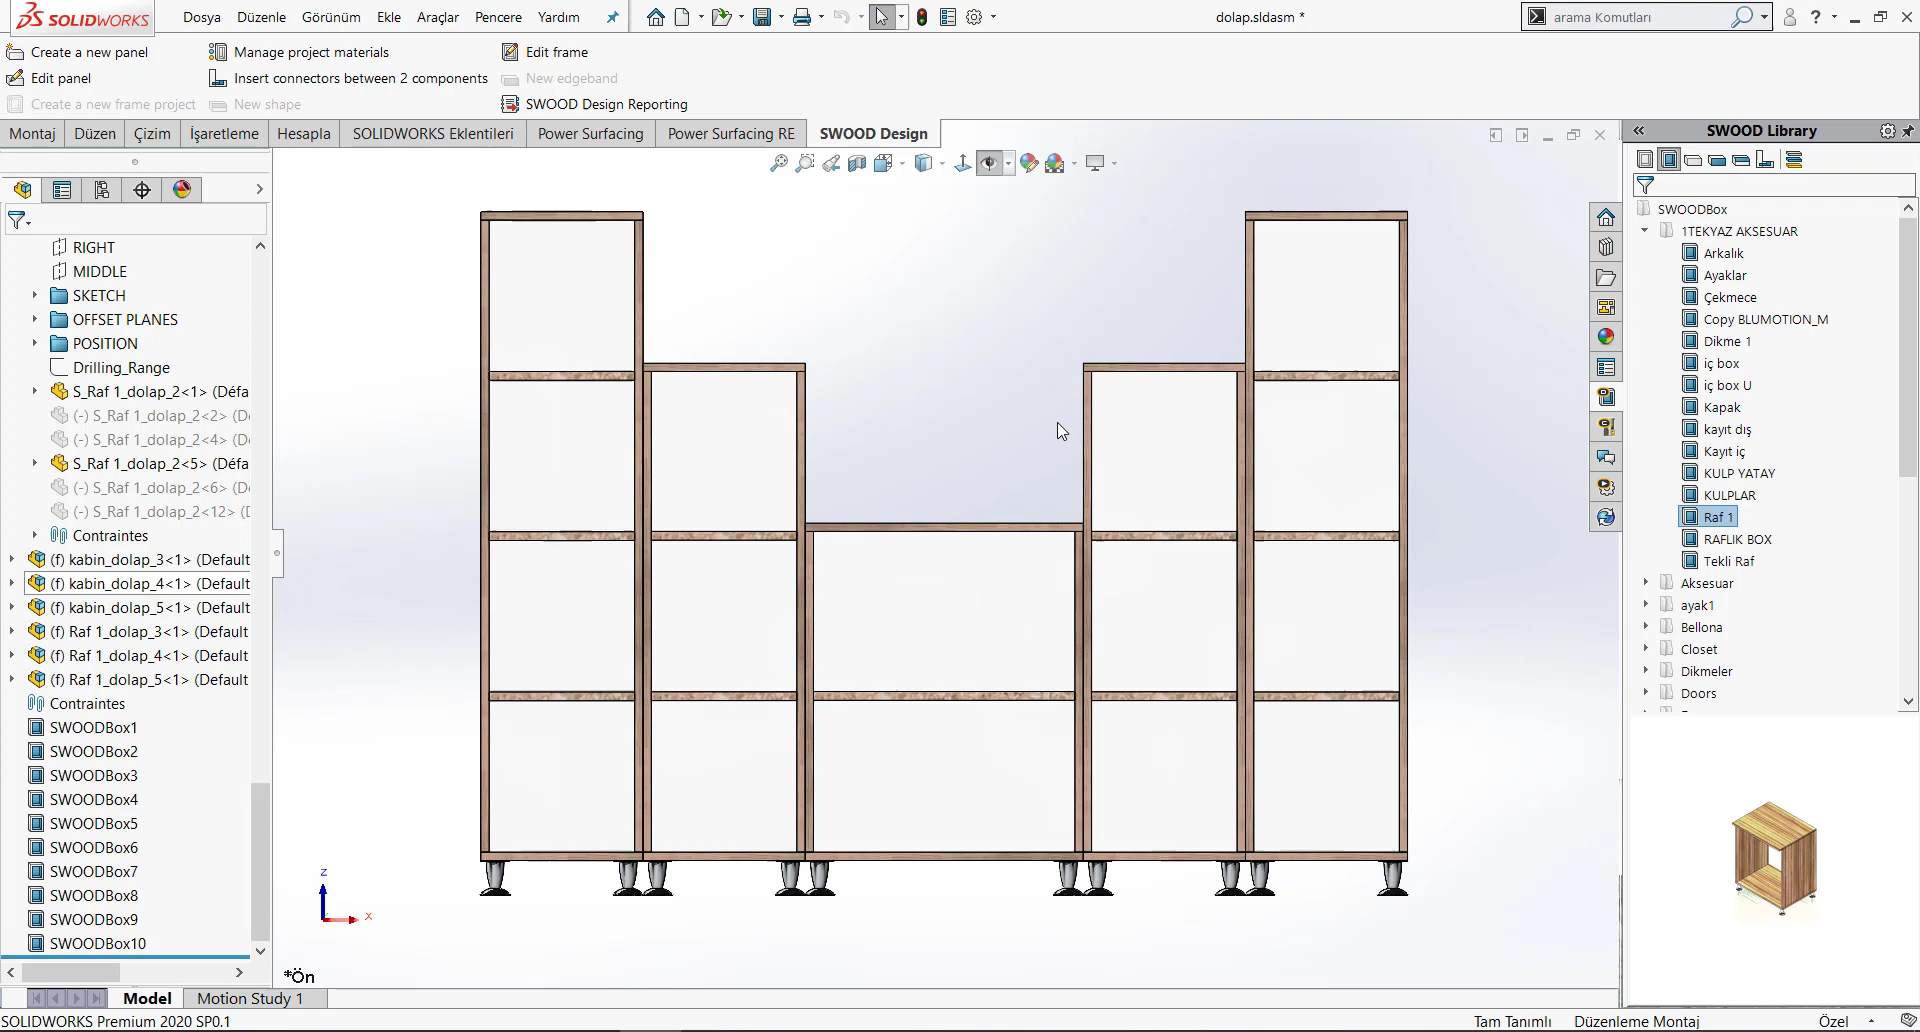 SOLIDWORKS
Dosya Düzenle Görünüm Ekle Araçlar Pencere Yardım
dolap.sldasm *
arama Komutları
Create a new panel
Manage project materials
Edit frame
Edit panel
Insert connectors between 2 components
New edgeband
Create a new frame project
New shape
SWOOD Design Reporting
Montaj Düzen Çizim İşaretleme Hesapla SOLIDWORKS Eklentileri Power Surfacing Power Surfacing RE SWOOD Design
RIGHT
MIDDLE
SKETCH
OFFSET PLANES
POSITION
Drilling_Range
S_Raf 1_dolap_2<1> (Défa
(-) S_Raf 1_dolap_2<2> (D
(-) S_Raf 1_dolap_2<4> (D
S_Raf 1_dolap_2<5> (Défa
(-) S_Raf 1_dolap_2<6> (D
(-) S_Raf 1_dolap_2<12> (
Contraintes
(f) kabin_dolap_3<1> (Default
(f) kabin_dolap_4<1> (Default
(f) kabin_dolap_5<1> (Default
(f) Raf 1_dolap_3<1> (Default
(f) Raf 1_dolap_4<1> (Default
(f) Raf 1_dolap_5<1> (Default
Contraintes
SWOODBox1
SWOODBox2
SWOODBox3
SWOODBox4
SWOODBox5
SWOODBox6
SWOODBox7
SWOODBox8
SWOODBox9
SWOODBox10
z
x
*Ön
SWOOD Library
SWOODBox
1TEKYAZ AKSESUAR
Arkalık
Ayaklar
Çekmece
Copy BLUMOTION_M
Dikme 1
iç box
iç box U
Kapak
kayıt dış
Kayıt iç
KULP YATAY
KULPLAR
Raf 1
RAFLIK BOX
Tekli Raf
Aksesuar
ayak1
Bellona
Closet
Dikmeler
Doors
Model Motion Study 1
SOLIDWORKS Premium 2020 SP0.1
Tam Tanımlı Düzenleme Montaj Özel